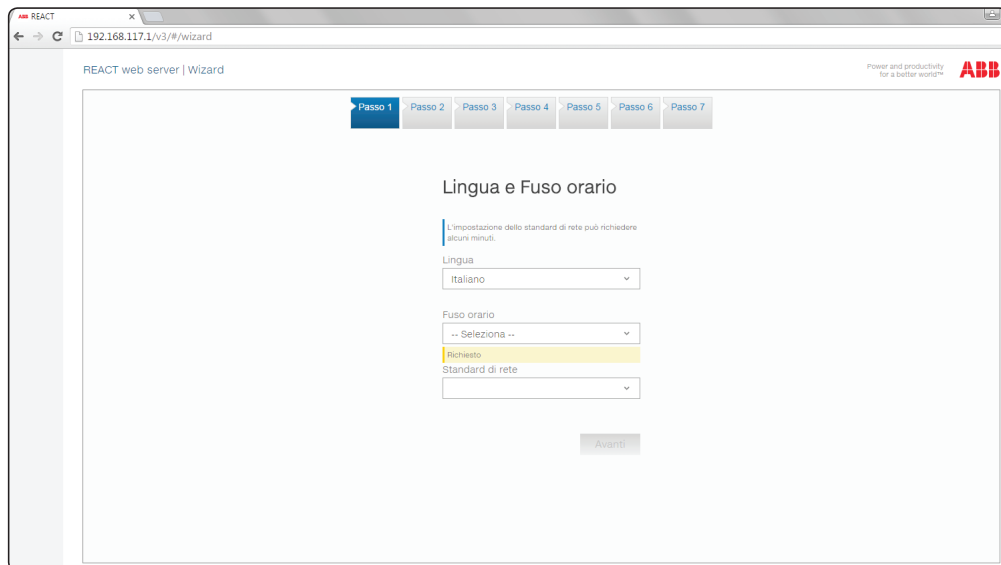 ABB REACT
192.168.117.1/v3/#/wizard
REACT web server | Wizard
Power and productivity
for a better world™
ABB
Passo 1 Passo 2 Passo 3 Passo 4 Passo 5 Passo 6 Passo 7
Lingua e Fuso orario
L'impostazione dello standard di rete può richiedere
alcuni minuti.
Lingua
Italiano
Fuso orario
-- Seleziona --
Richiesto
Standard di rete
Avanti